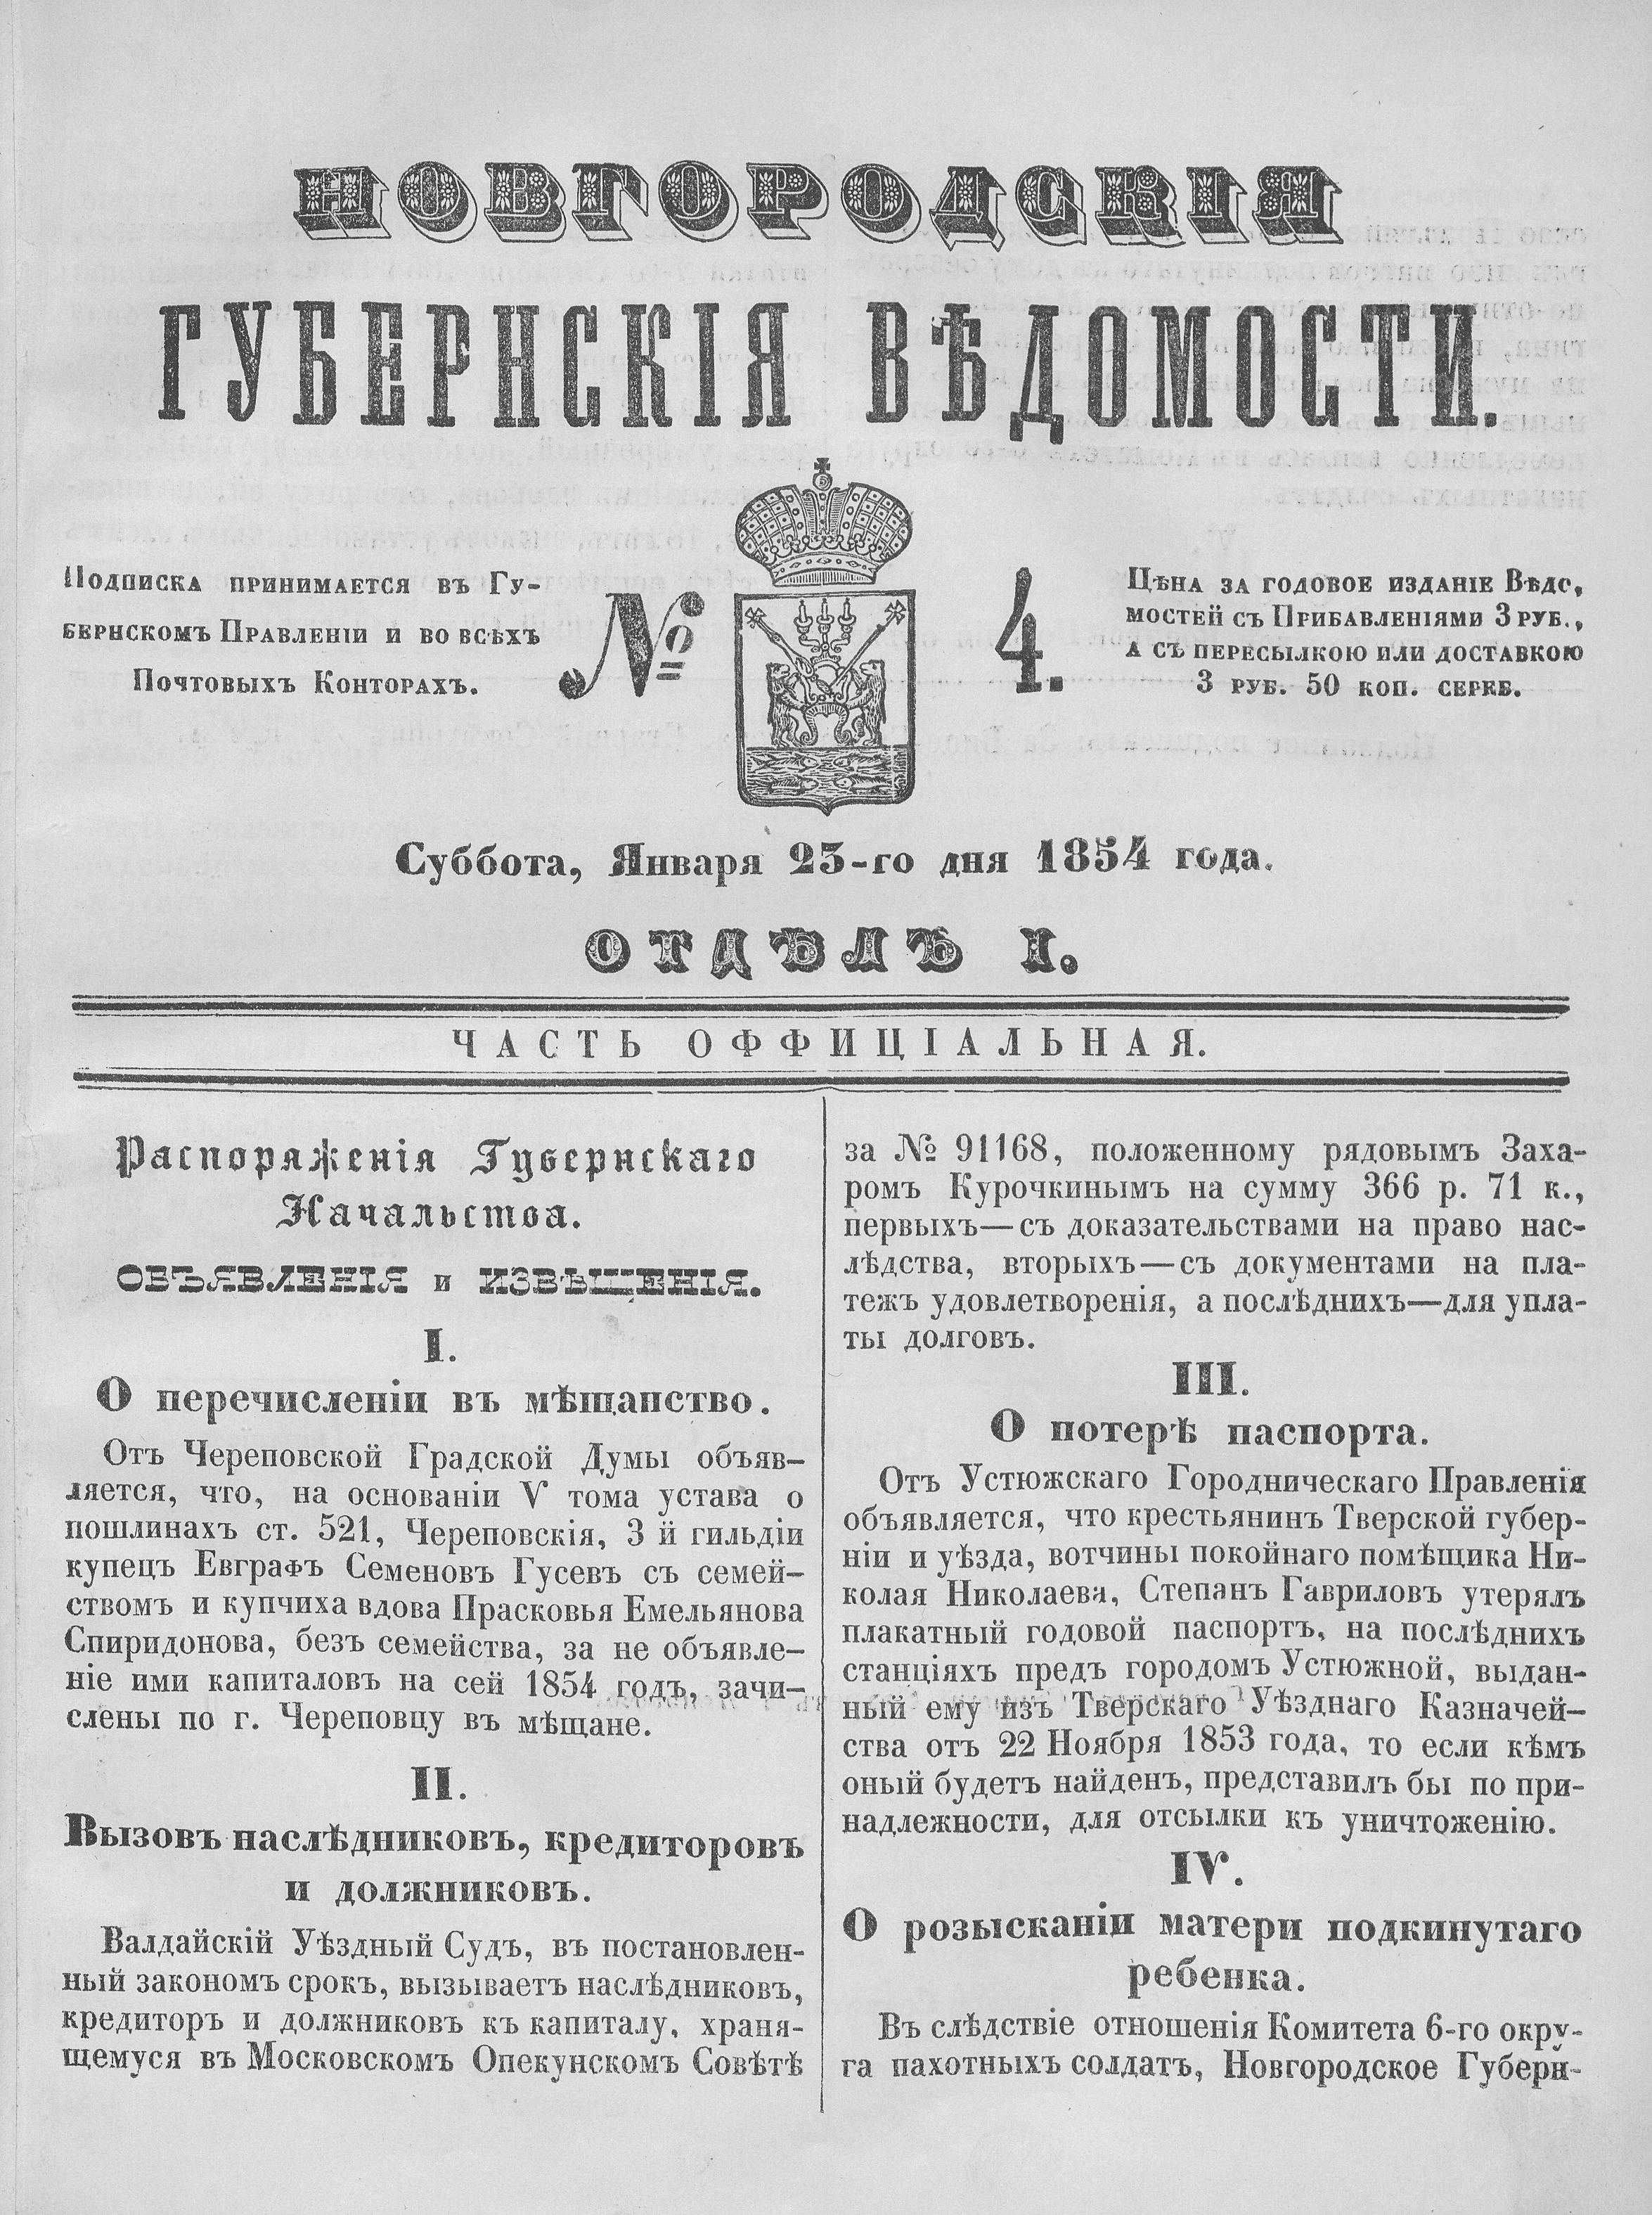 НОВГОРОДСКІЯ
ГУБЕРНСКІЯ ВѢДОМОСТИ.
Подписка принимается въ Гу-
бернскомъ Правленіи и во всѣхъ
Почтовыхъ Конторахъ.
№ 4.
Цѣна за годовое изданіе Вѣдо,
мостей съ Прибавленіями 3 руб.,
а съ пересылкою или доставкою
3 руб. 50 коп. сереб.
Суббота, Января 23-го дня 1854 года.
ОТДѢЛЪ I.
ЧАСТЬ ОФФИЦІАЛЬНАЯ.
Распоряженія Губернскаго
Начальства.
ОБЪЯВЛЕНІЯ и ИЗВѢЩЕНІЯ.
I.
О перечисленіи въ мѣщанство.
Отъ Череповской Градской Думы объяв-
ляется, что, на основаніи V тома устава о
пошлинахъ ст. 521, Череповскія, 3 й гильдіи
купецъ Евграфъ Семеновъ Гусевъ съ семей-
ствомъ и купчиха вдова Прасковья Емельянова
Спиридонова, безъ семейства, за не объявле-
ніе ими капиталовъ на сей 1854 годъ, зачи-
слены по г. Череповцу въ мѣщане.
II.
Вызовъ наслѣдниковъ, кредиторовъ
и должниковъ.
Валдайскій Уѣздный Судъ, въ постановлен-
ный закономъ срокъ, вызываетъ наслѣдниковъ,
кредиторъ и должниковъ къ капиталу, храня-
щемуся въ Московскомъ Опекунскомъ Совѣтѣ
за № 91168, положенному рядовымъ Заха-
ромъ Курочкинымъ на сумму 366 р. 71 к.,
первыхъ—съ доказательствами на право нас-
лѣдства, вторыхъ—съ документами на пла-
тежъ удовлетворенія, а послѣднихъ—для упла-
ты долговъ.
III.
О потерѣ паспорта.
Отъ Устюжскаго Городническаго Правленія
объявляется, что крестьянинъ Тверской губер-
ніи и уѣзда, вотчины покойнаго помѣщика Ни-
колая Николаева, Степанъ Гавриловъ утерялъ
плакатный годовой паспортъ, на послѣднихъ
станціяхъ предъ городомъ Устюжной, выдан-
ный ему изъ Тверскаго Уѣзднаго Казначей-
ства отъ 22 Ноября 1853 года, то если кѣмъ
оный будетъ найденъ, представилъ бы по при-
надлежности, для отсылки къ уничтоженію.
IV.
О розысканіи матери подкинутаго
ребенка.
Въ слѣдствіе отношенія Комитета 6-го окру-
га пахотныхъ солдатъ, Новгородское Губерн-